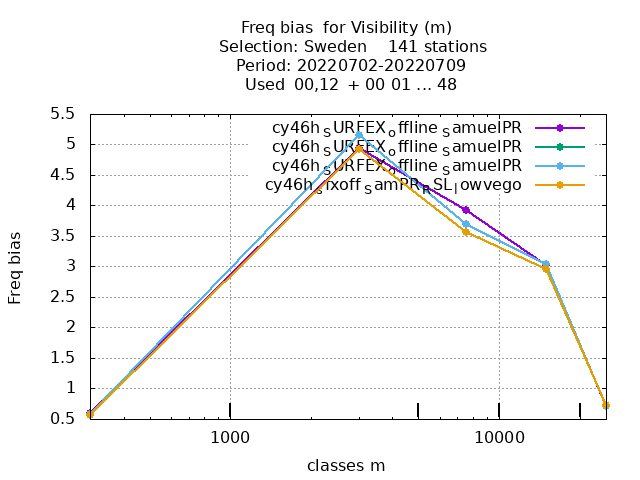 Freq bias for Visibility (m)
Selection: Sweden 141 stations
Period: 20220702-20220709
Used 00,12 + 00 01 ... 48
5.5
5
4.5
4
3.5
3
2.5
2
1.5
1
0.5
Freq bias
cy46h_SURFEX_offline_SamuelPR
cy46h_SURFEX_offline_SamuelPR
cy46h_SURFEX_offline_SamuelPR
1000
10000
classes m